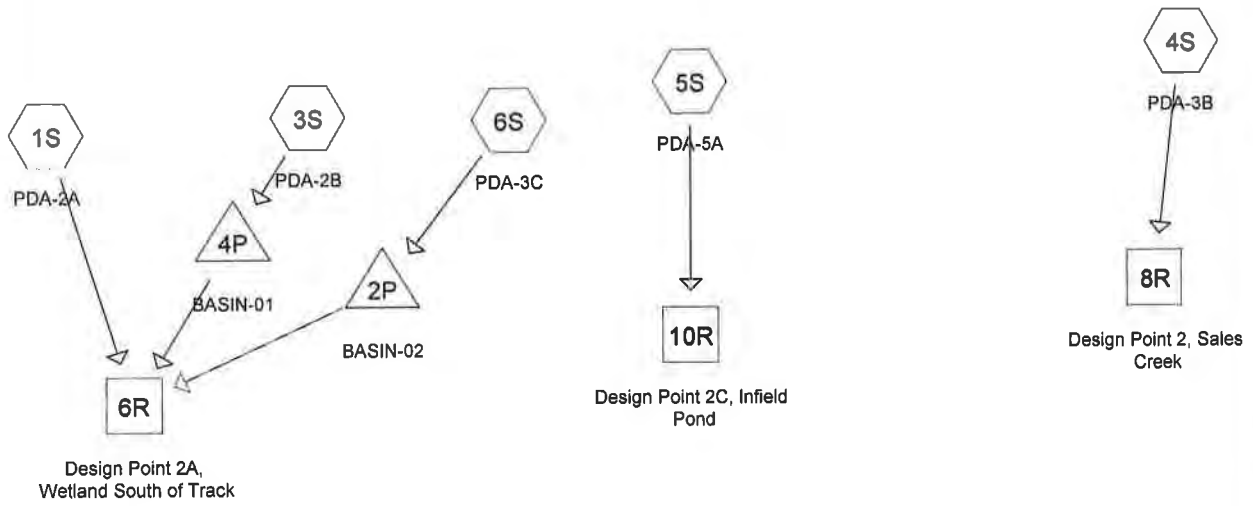 1S
PDA-2A
3S
PDA-2B
6S
PDA-3C
4P
BASIN-01
2P
BASIN-02
6R
Design Point 2A,
Wetland South of Track
5S
PDA-5A
10R
Design Point 2C, Infield
Pond
4S
PDA-3B
8R
Design Point 2, Sales
Creek